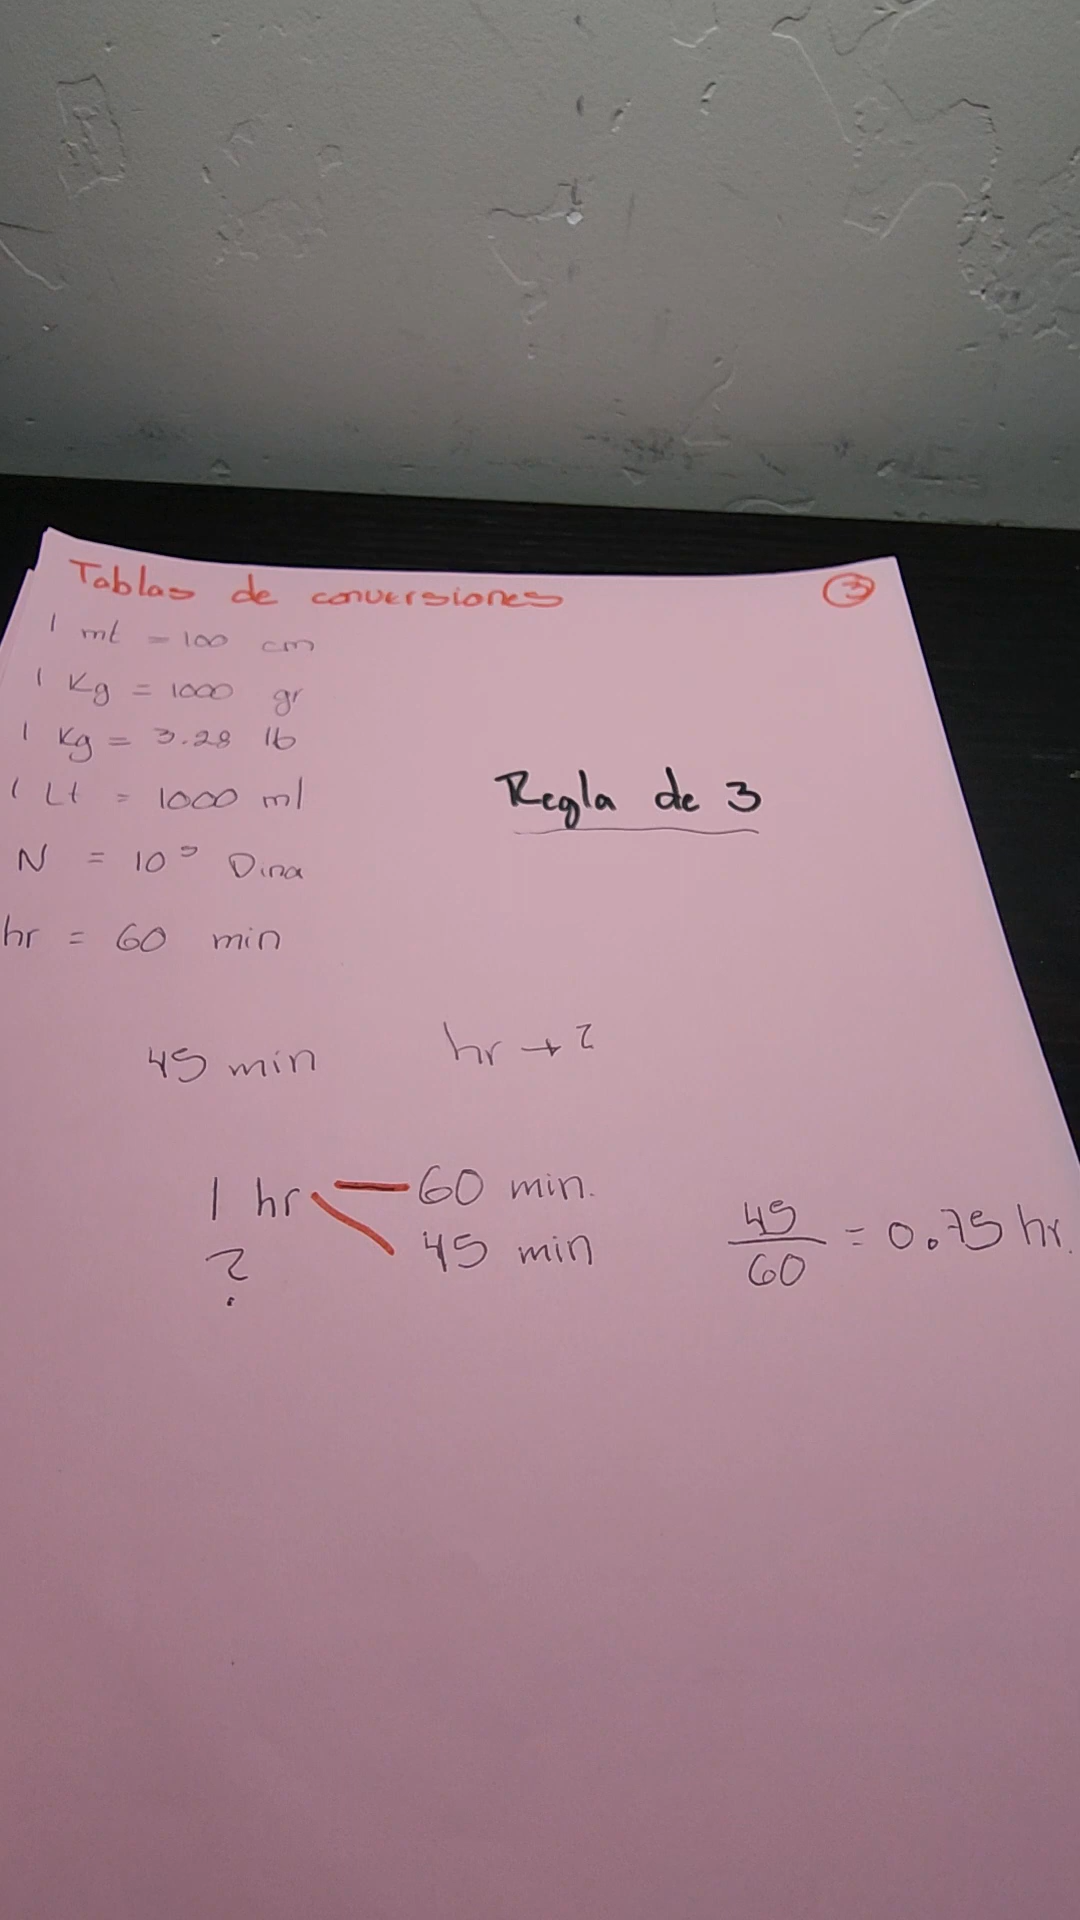 Tablas de conversiones 3
1 mt = 100 cm
1 Kg = 1000 gr
1 Kg = 3.28 lb
1 Lt = 1000 ml
Regla de 3
N = 10⁵ Dina
hr = 60 min
45 min hr → ?
1 hr — 60 min.
? 45 min
45/60 = 0.75 hr.